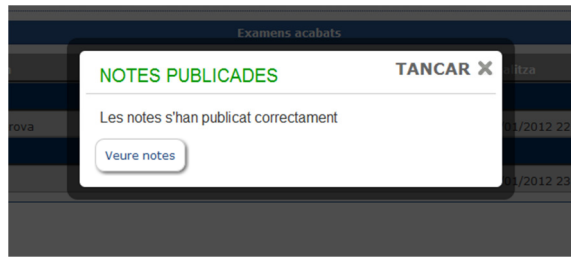 Examens acabats
NOTES PUBLICADES
TANCAR
Les notes s'han publicat correctament
Veure notes